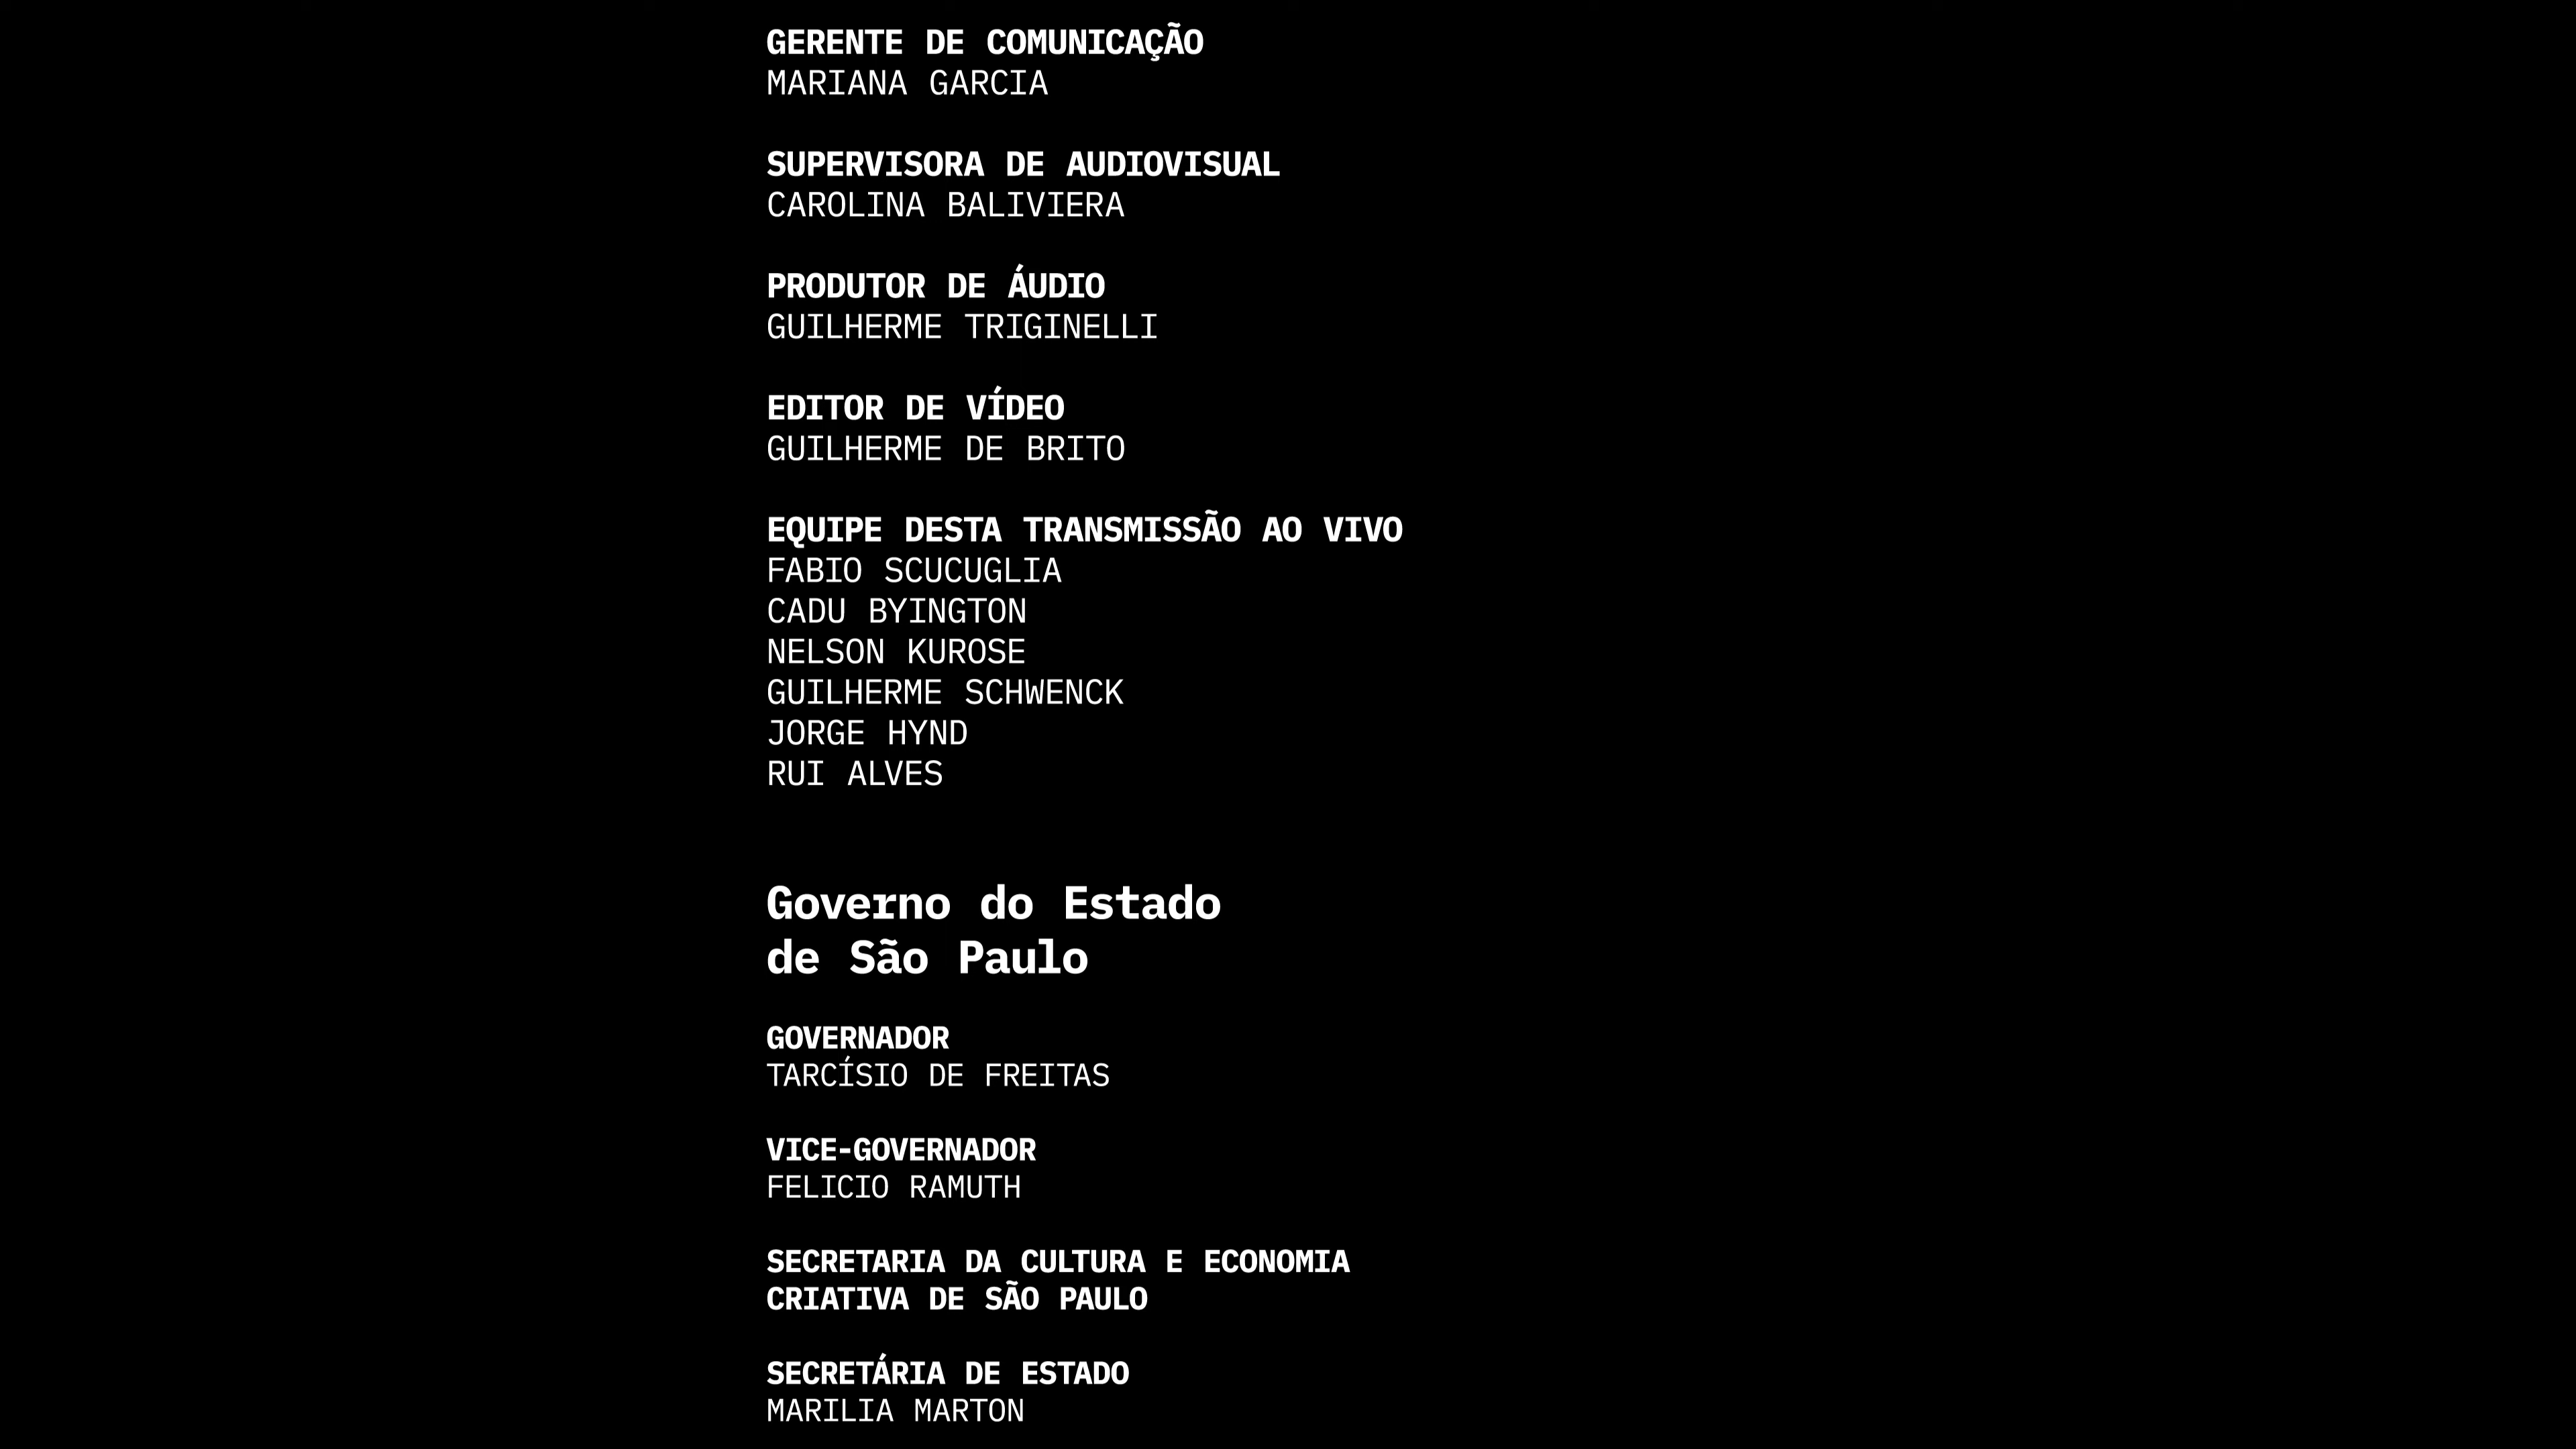 GERENTE DE COMUNICAÇÃO
MARIANA GARCIA
SUPERVISORA DE AUDIOVISUAL
CAROLINA BALIVIERA
PRODUTOR DE ÁUDIO
GUILHERME TRIGINELLI
EDITOR DE VÍDEO
GUILHERME DE BRITO
EQUIPE DESTA TRANSMISSÃO AO VIVO
FABIO SCUCUGLIA
CADU BYINGTON
NELSON KUROSE
GUILHERME SCHWENCK
JORGE HYND
RUI ALVES
Governo do Estado
de São Paulo
GOVERNADOR
TARCÍSIO DE FREITAS
VICE-GOVERNADOR
FELICIO RAMUTH
SECRETARIA DA CULTURA E ECONOMIA
CRIATIVA DE SÃO PAULO
SECRETÁRIA DE ESTADO
MARILIA MARTON